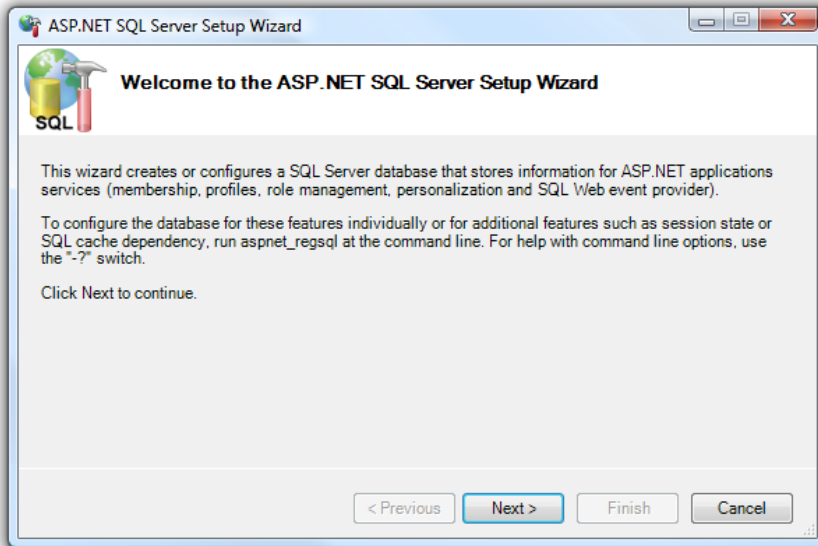 ASP.NET SQL Server Setup Wizard
Welcome to the ASP.NET SQL Server Setup Wizard
SQL
This wizard creates or configures a SQL Server database that stores information for ASP.NET applications
services (membership, profiles, role management, personalization and SQL Web event provider).
To configure the database for these features individually or for additional features such as session state or
SQL cache dependency, run aspnet_regsql at the command line. For help with command line options, use
the "-?" switch.
Click Next to continue.
< Previous
Next >
Finish
Cancel